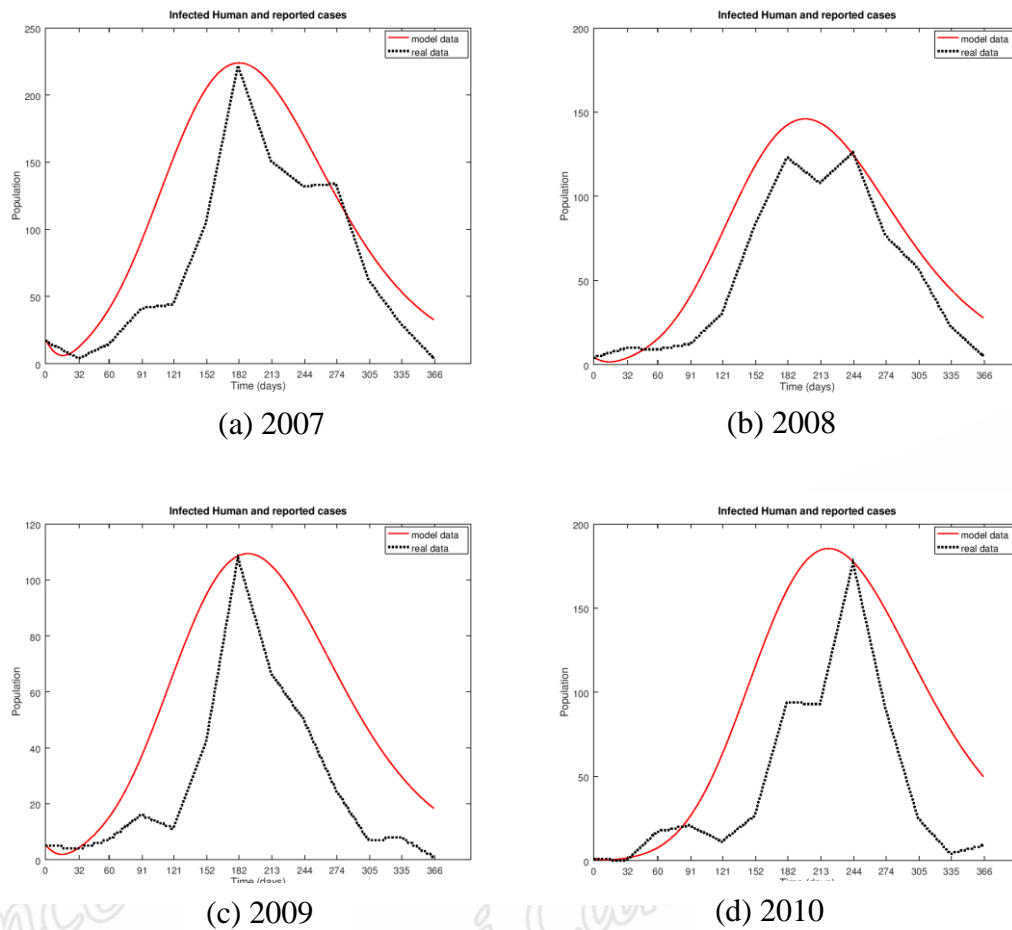 Infected Human and reported cases
250
200
150
100
50
0
Population
model data
real data
0 32 60 91 121 152 182 213 244 274 305 335 366
Time (days)
(a) 2007
Infected Human and reported cases
200
150
100
50
0
Population
model data
real data
0 32 60 91 121 152 182 213 244 274 305 335 366
Time (days)
(b) 2008
Infected Human and reported cases
120
100
80
60
40
20
0
Population
model data
real data
0 32 60 91 121 152 182 213 244 274 305 335 366
Time (days)
(c) 2009
Infected Human and reported cases
200
150
100
50
0
Population
model data
real data
0 32 60 91 121 152 182 213 244 274 305 335 366
Time (days)
(d) 2010